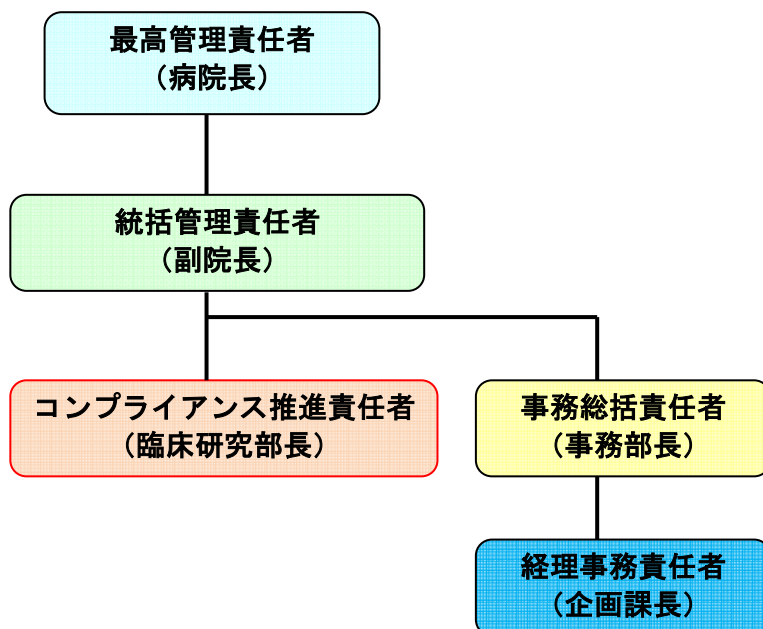 最高管理責任者
（病院長）
統括管理責任者
（副院長）
コンプライアンス推進責任者
（臨床研究部長）
事務総括責任者
（事務部長）
経理事務責任者
（企画課長）